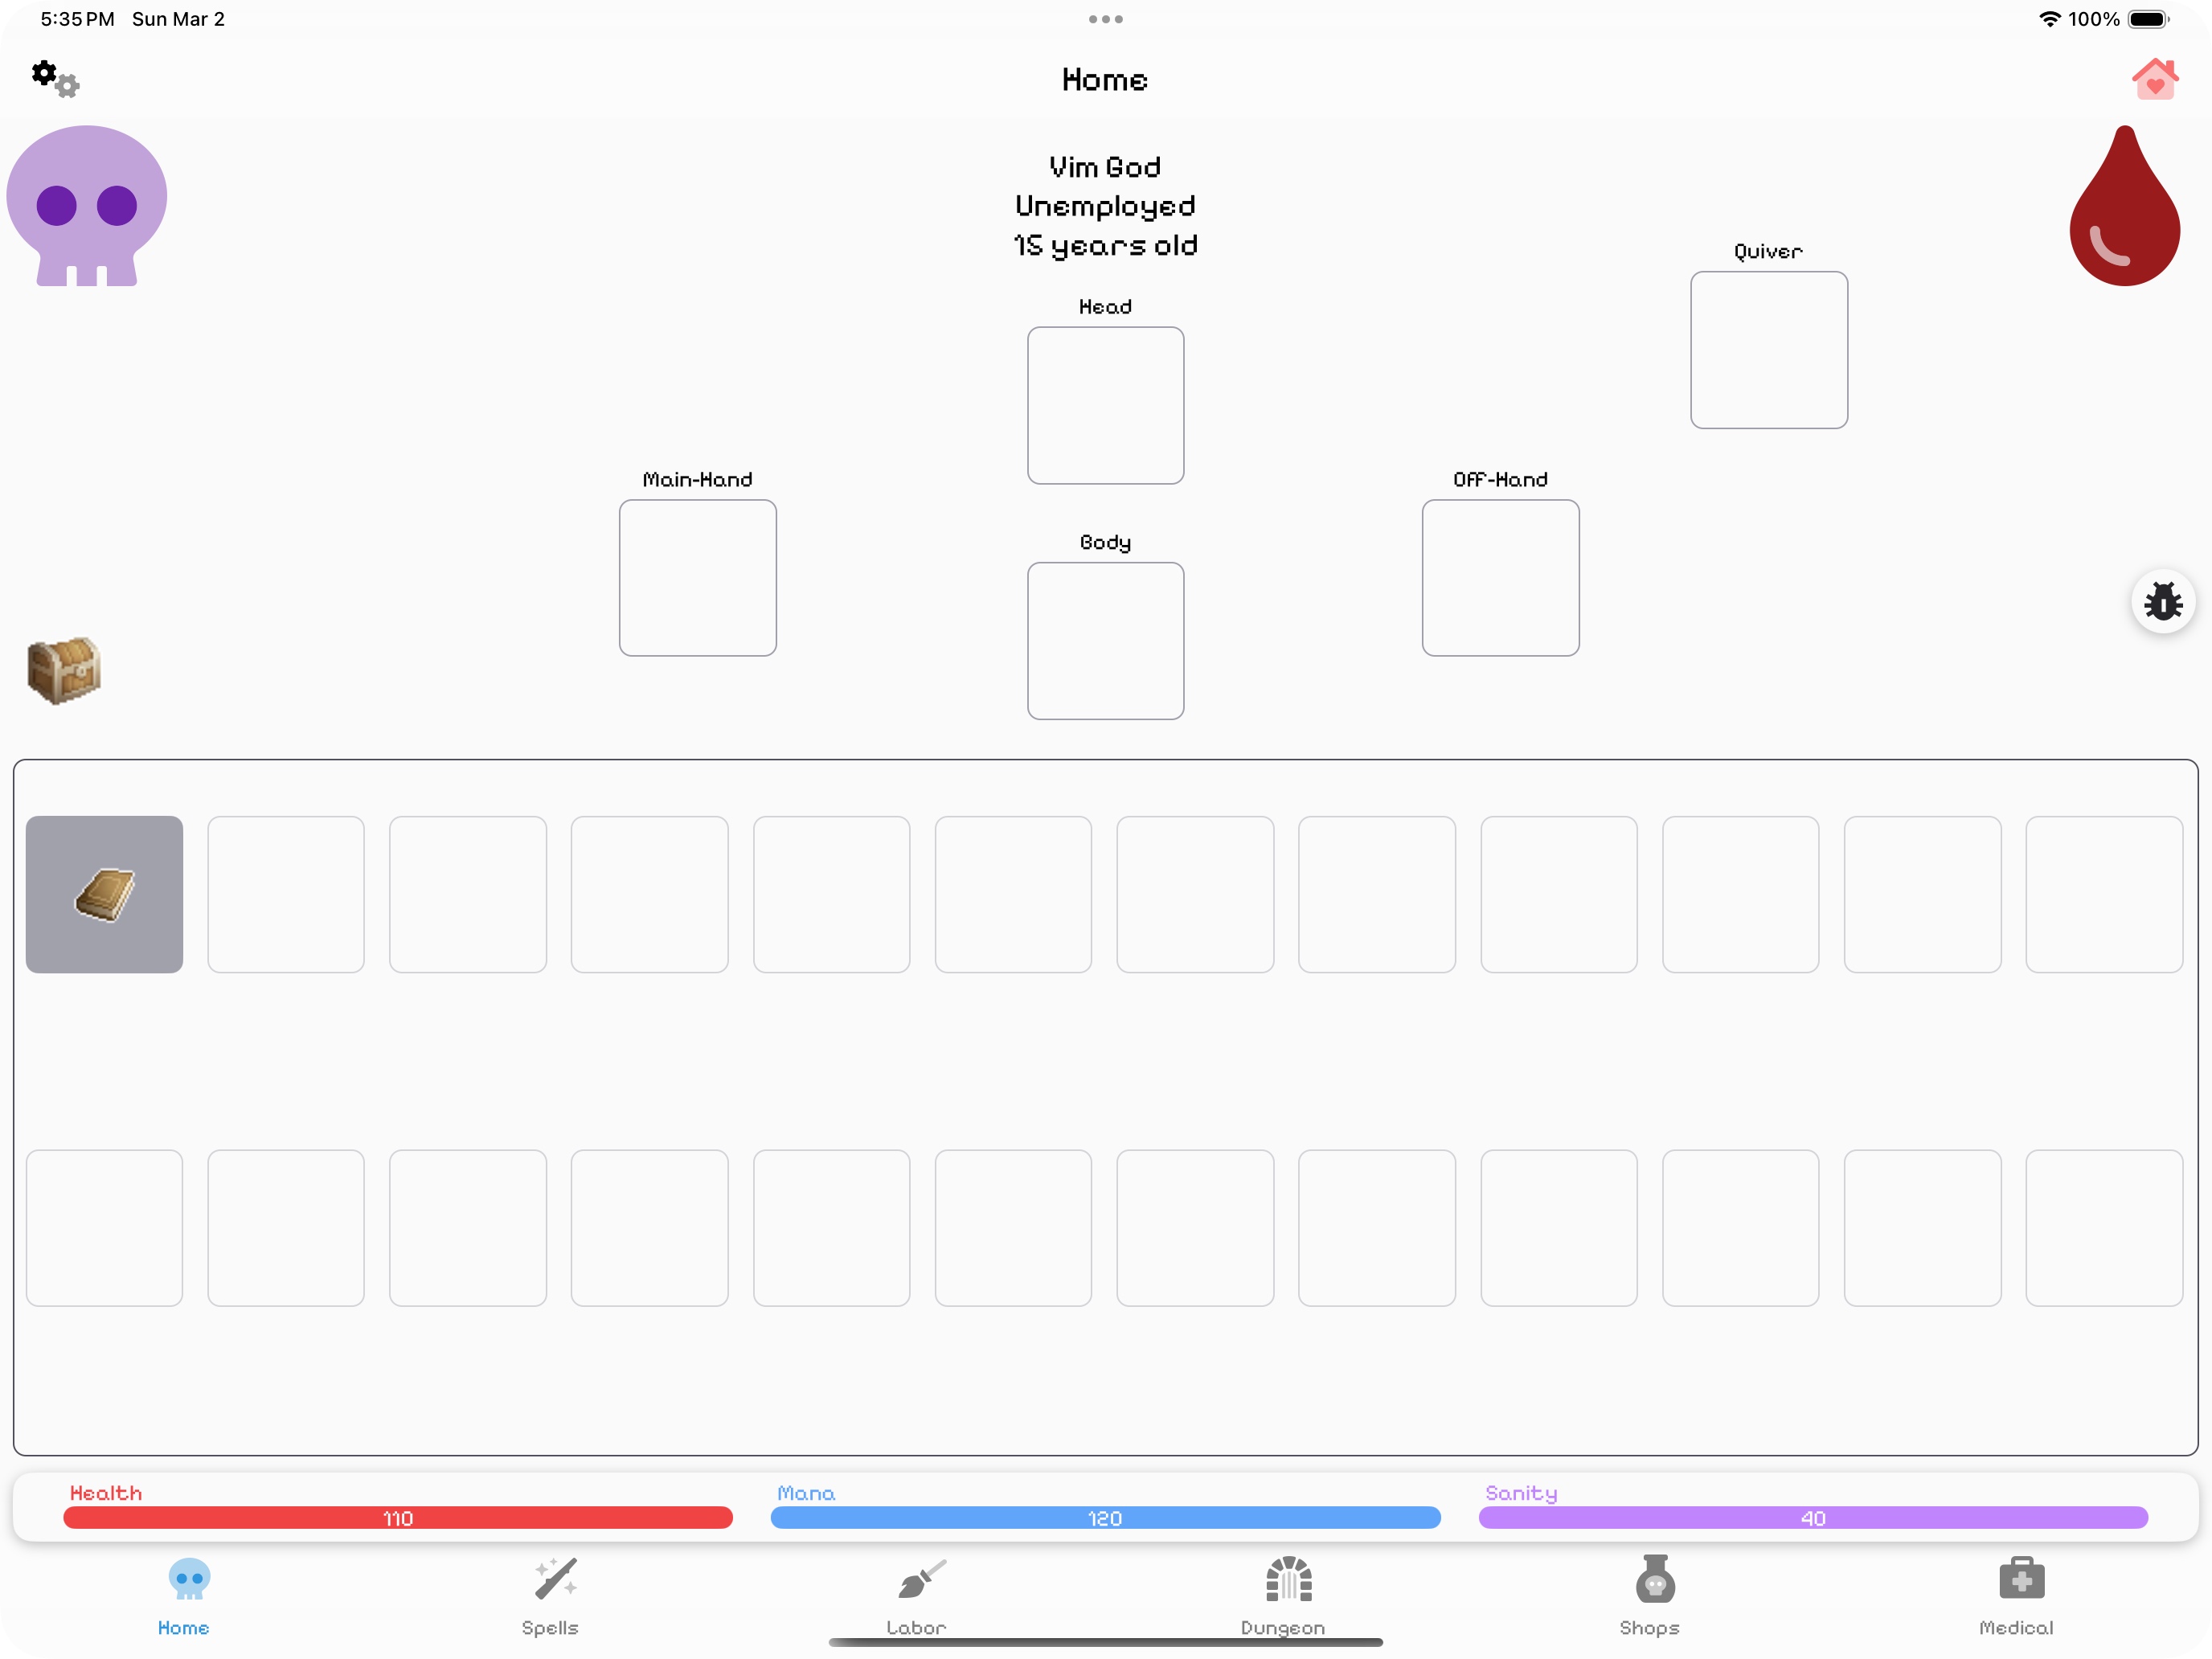 5:35 PM Sun Mar 2
100%
Home
Vim God
Unemployed
15 years old
Quiver
Head
Main-Hand
Off-Hand
Body
Health
Mana
Sanity
110
120
40
Home
Spells
Labor
Dungeon
Shops
Medical